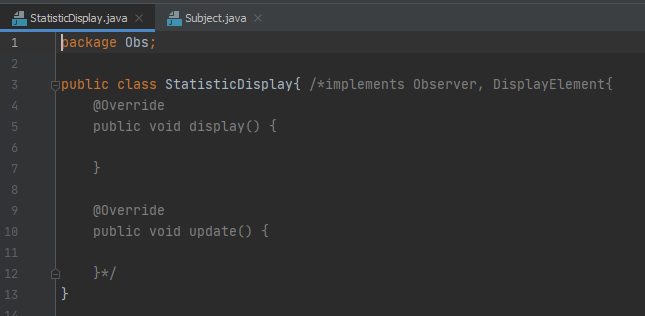 StatisticDisplay.java × Subject.java ×
1 package Obs;
2
3 public class StatisticDisplay{ /*implements Observer, DisplayElement{
4 @Override
5 public void display() {
6
7 }
8
9 @Override
10 public void update() {
11
12 }*/
13 }
14